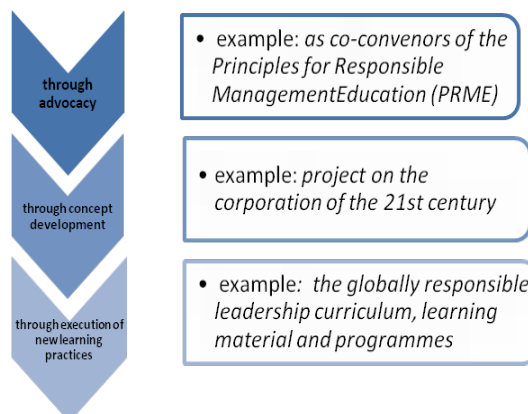 through
advocacy
• example: as co-convenors of the
Principles for Responsible
ManagementEducation (PRME)
through concept
development
• example: project on the
corporation of the 21st century
through execution of
new learning
practices
• example: the globally responsible
leadership curriculum, learning
material and programmes